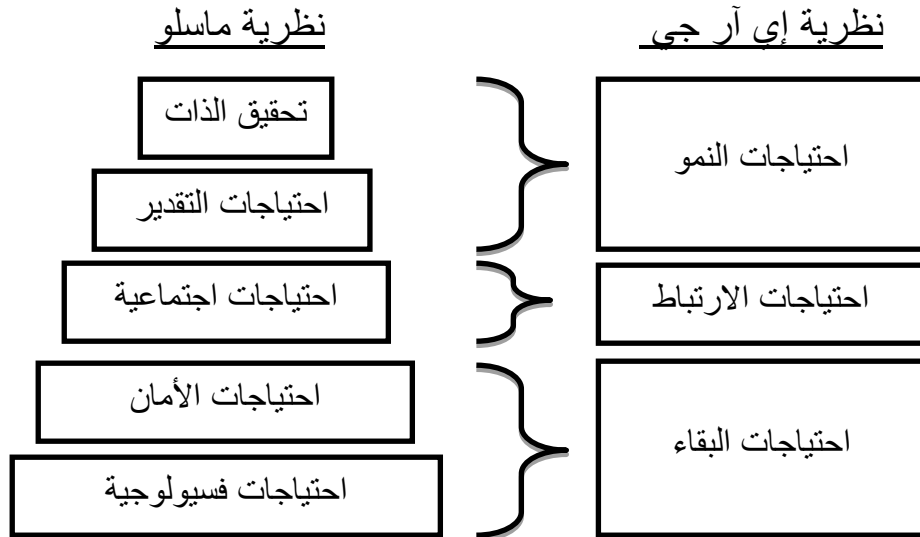 نظرية إي آر جي
نظرية ماسلو
احتياجات النمو
تحقيق الذات
احتياجات التقدير
احتياجات الارتباط
احتياجات اجتماعية
احتياجات البقاء
احتياجات الأمان
احتياجات فسيولوجية